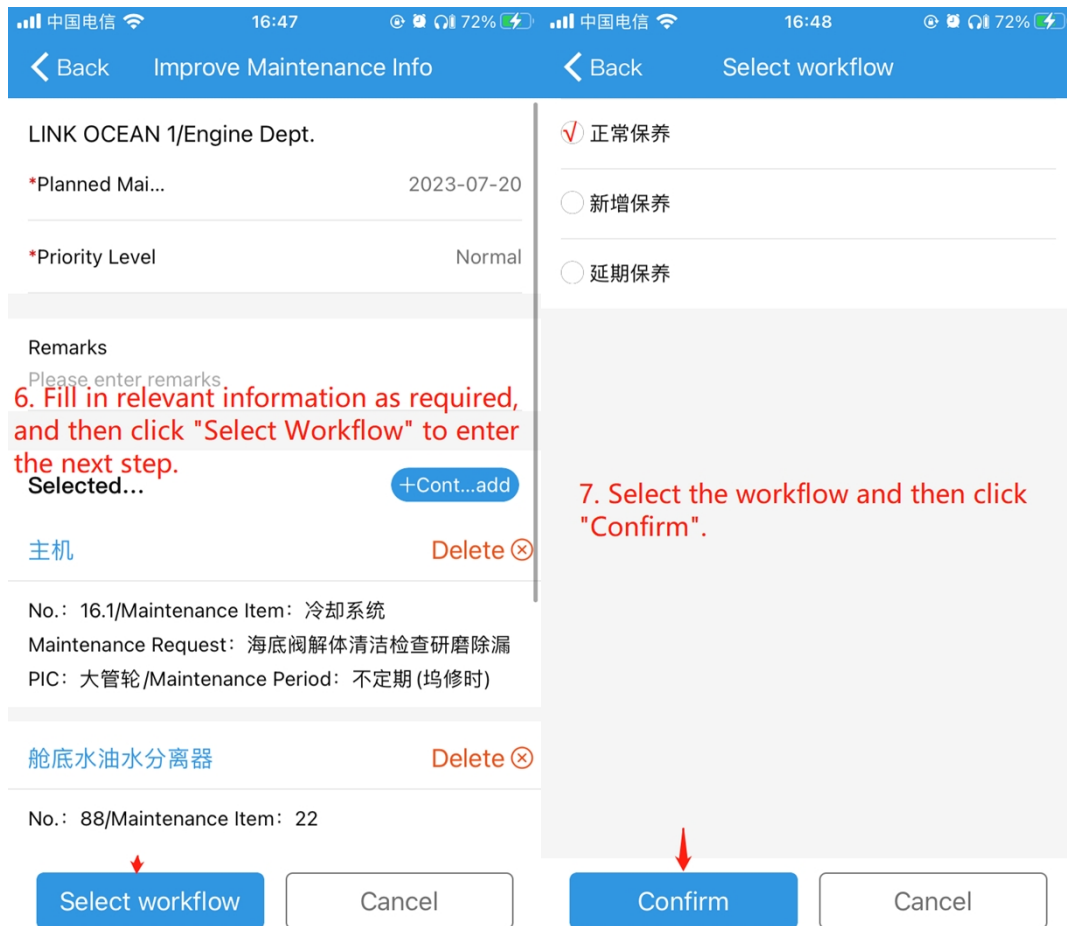 中国电信 16:47 72%
Back Improve Maintenance Info
LINK OCEAN 1/Engine Dept.
*Planned Mai... 2023-07-20
*Priority Level Normal
Remarks
Please enter remarks
6. Fill in relevant information as required,
and then click "Select Workflow" to enter
the next step.
Selected... +Cont...add
主机 Delete
No.：16.1/Maintenance Item：冷却系统
Maintenance Request：海底阀解体清洁检查研磨除漏
PIC：大管轮/Maintenance Period：不定期(坞修时)
舱底水油水分离器 Delete
No.：88/Maintenance Item：22
Select workflow Cancel
中国电信 16:48 72%
Back Select workflow
正常保养
新增保养
延期保养
7. Select the workflow and then click
"Confirm".
Confirm Cancel